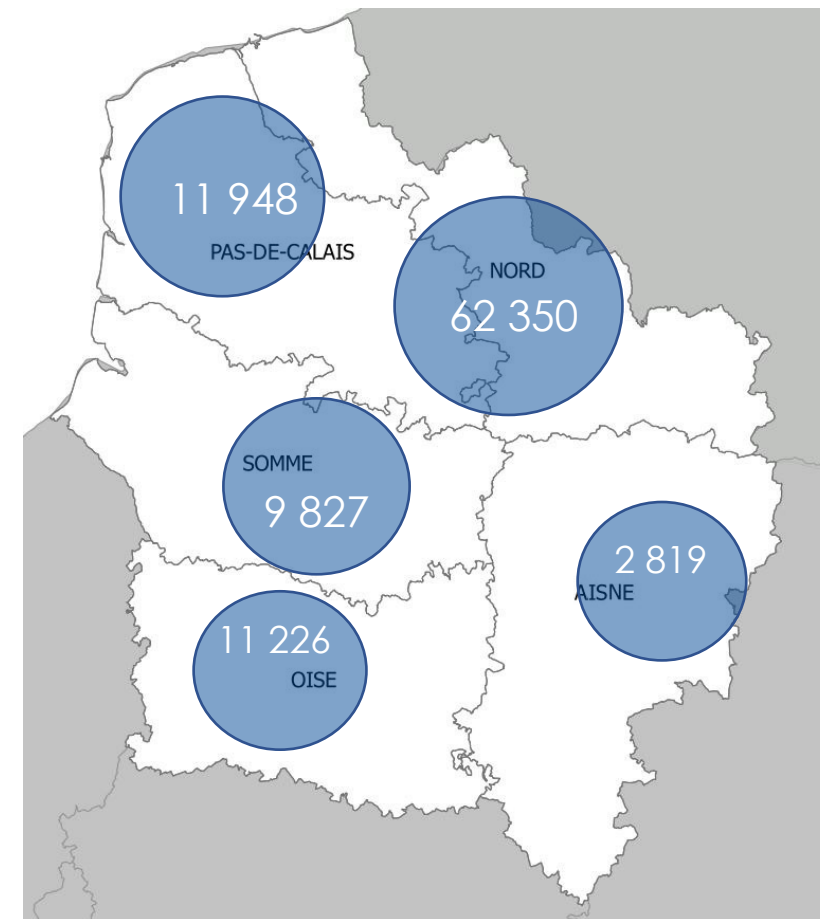 11 948
PAS-DE-CALAIS
NORD
62 350
SOMME
9 827
2 819
AISNE
11 226
OISE